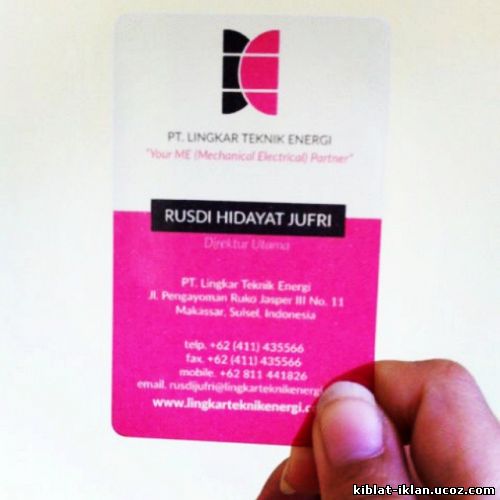 PT. LINGKAR TEKNIK ENERGI
"Your ME (Mechanical Electrical) Partner"
RUSDI HIDAYAT JUFRI
Direktur Utama
PT. Lingkar Teknik Energi
Jl. Pengayoman Ruko Jasper III No. 11
Makassar, Sulsel, Indonesia
telp. +62 (411) 435566
fax. +62 (411) 435566
mobile. +62 811 441826
email. rusdijufri@lingkarteknikenergi
www.lingkarteknikenergi.c
kiblat-iklan.ucoz.com